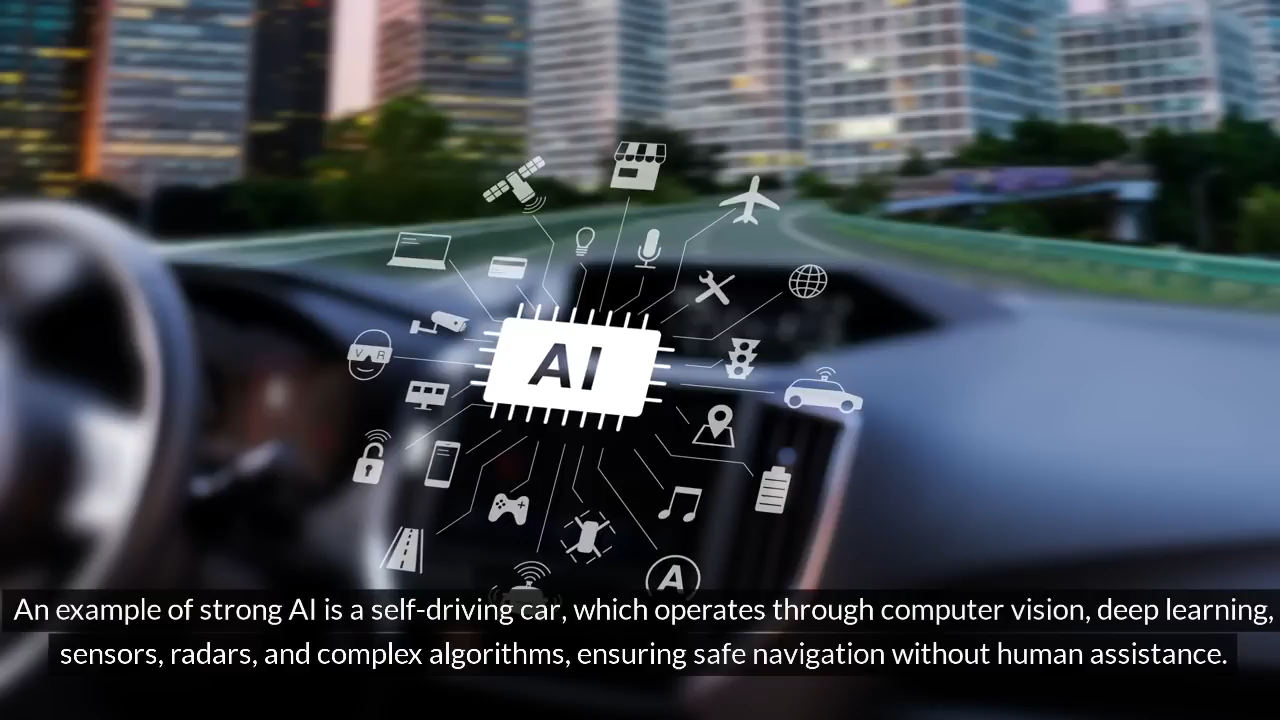 V R
AI
A
An example of strong AI is a self-driving car, which operates through computer vision, deep learning,
sensors, radars, and complex algorithms, ensuring safe navigation without human assistance.